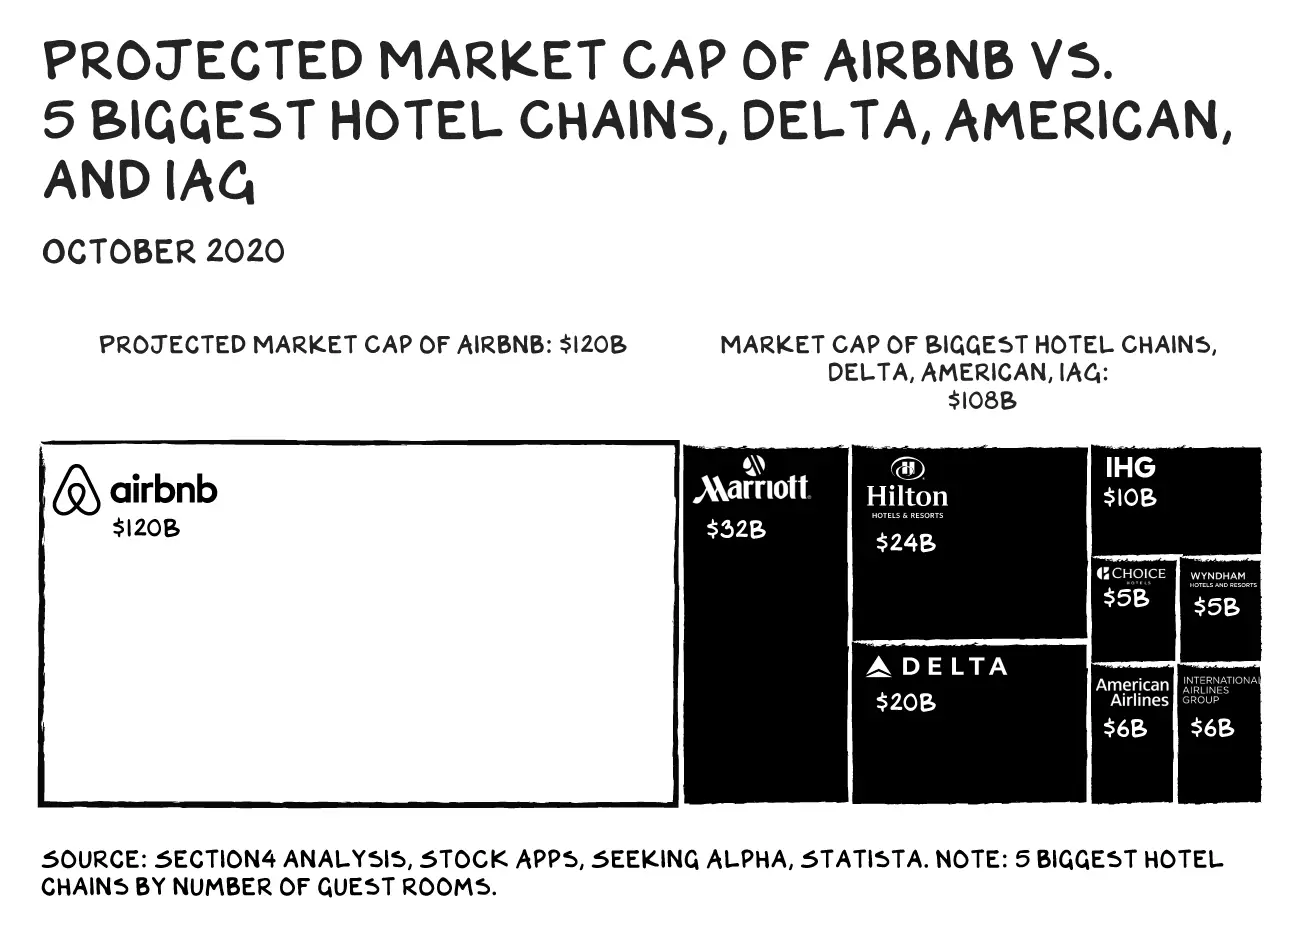 PROJECTED MARKET CAP OF AIRBNB VS.
5 BIGGEST HOTEL CHAINS, DELTA, AMERICAN,
AND IAG
OCTOBER 2020
PROJECTED MARKET CAP OF AIRBNB: $120B
MARKET CAP OF BIGGEST HOTEL CHAINS,
DELTA, AMERICAN, IAG:
$108B
airbnb
$120B
Marriott
$32B
Hilton
HOTELS & RESORTS
$24B
DELTA
$20B
IHG
$10B
CHOICE
HOTELS
$5B
WYNDHAM
HOTELS AND RESORTS
$5B
American
Airlines
$6B
INTERNATIONAL
AIRLINES
GROUP
$6B
SOURCE: SECTION4 ANALYSIS, STOCK APPS, SEEKING ALPHA, STATISTA. NOTE: 5 BIGGEST HOTEL
CHAINS BY NUMBER OF GUEST ROOMS.